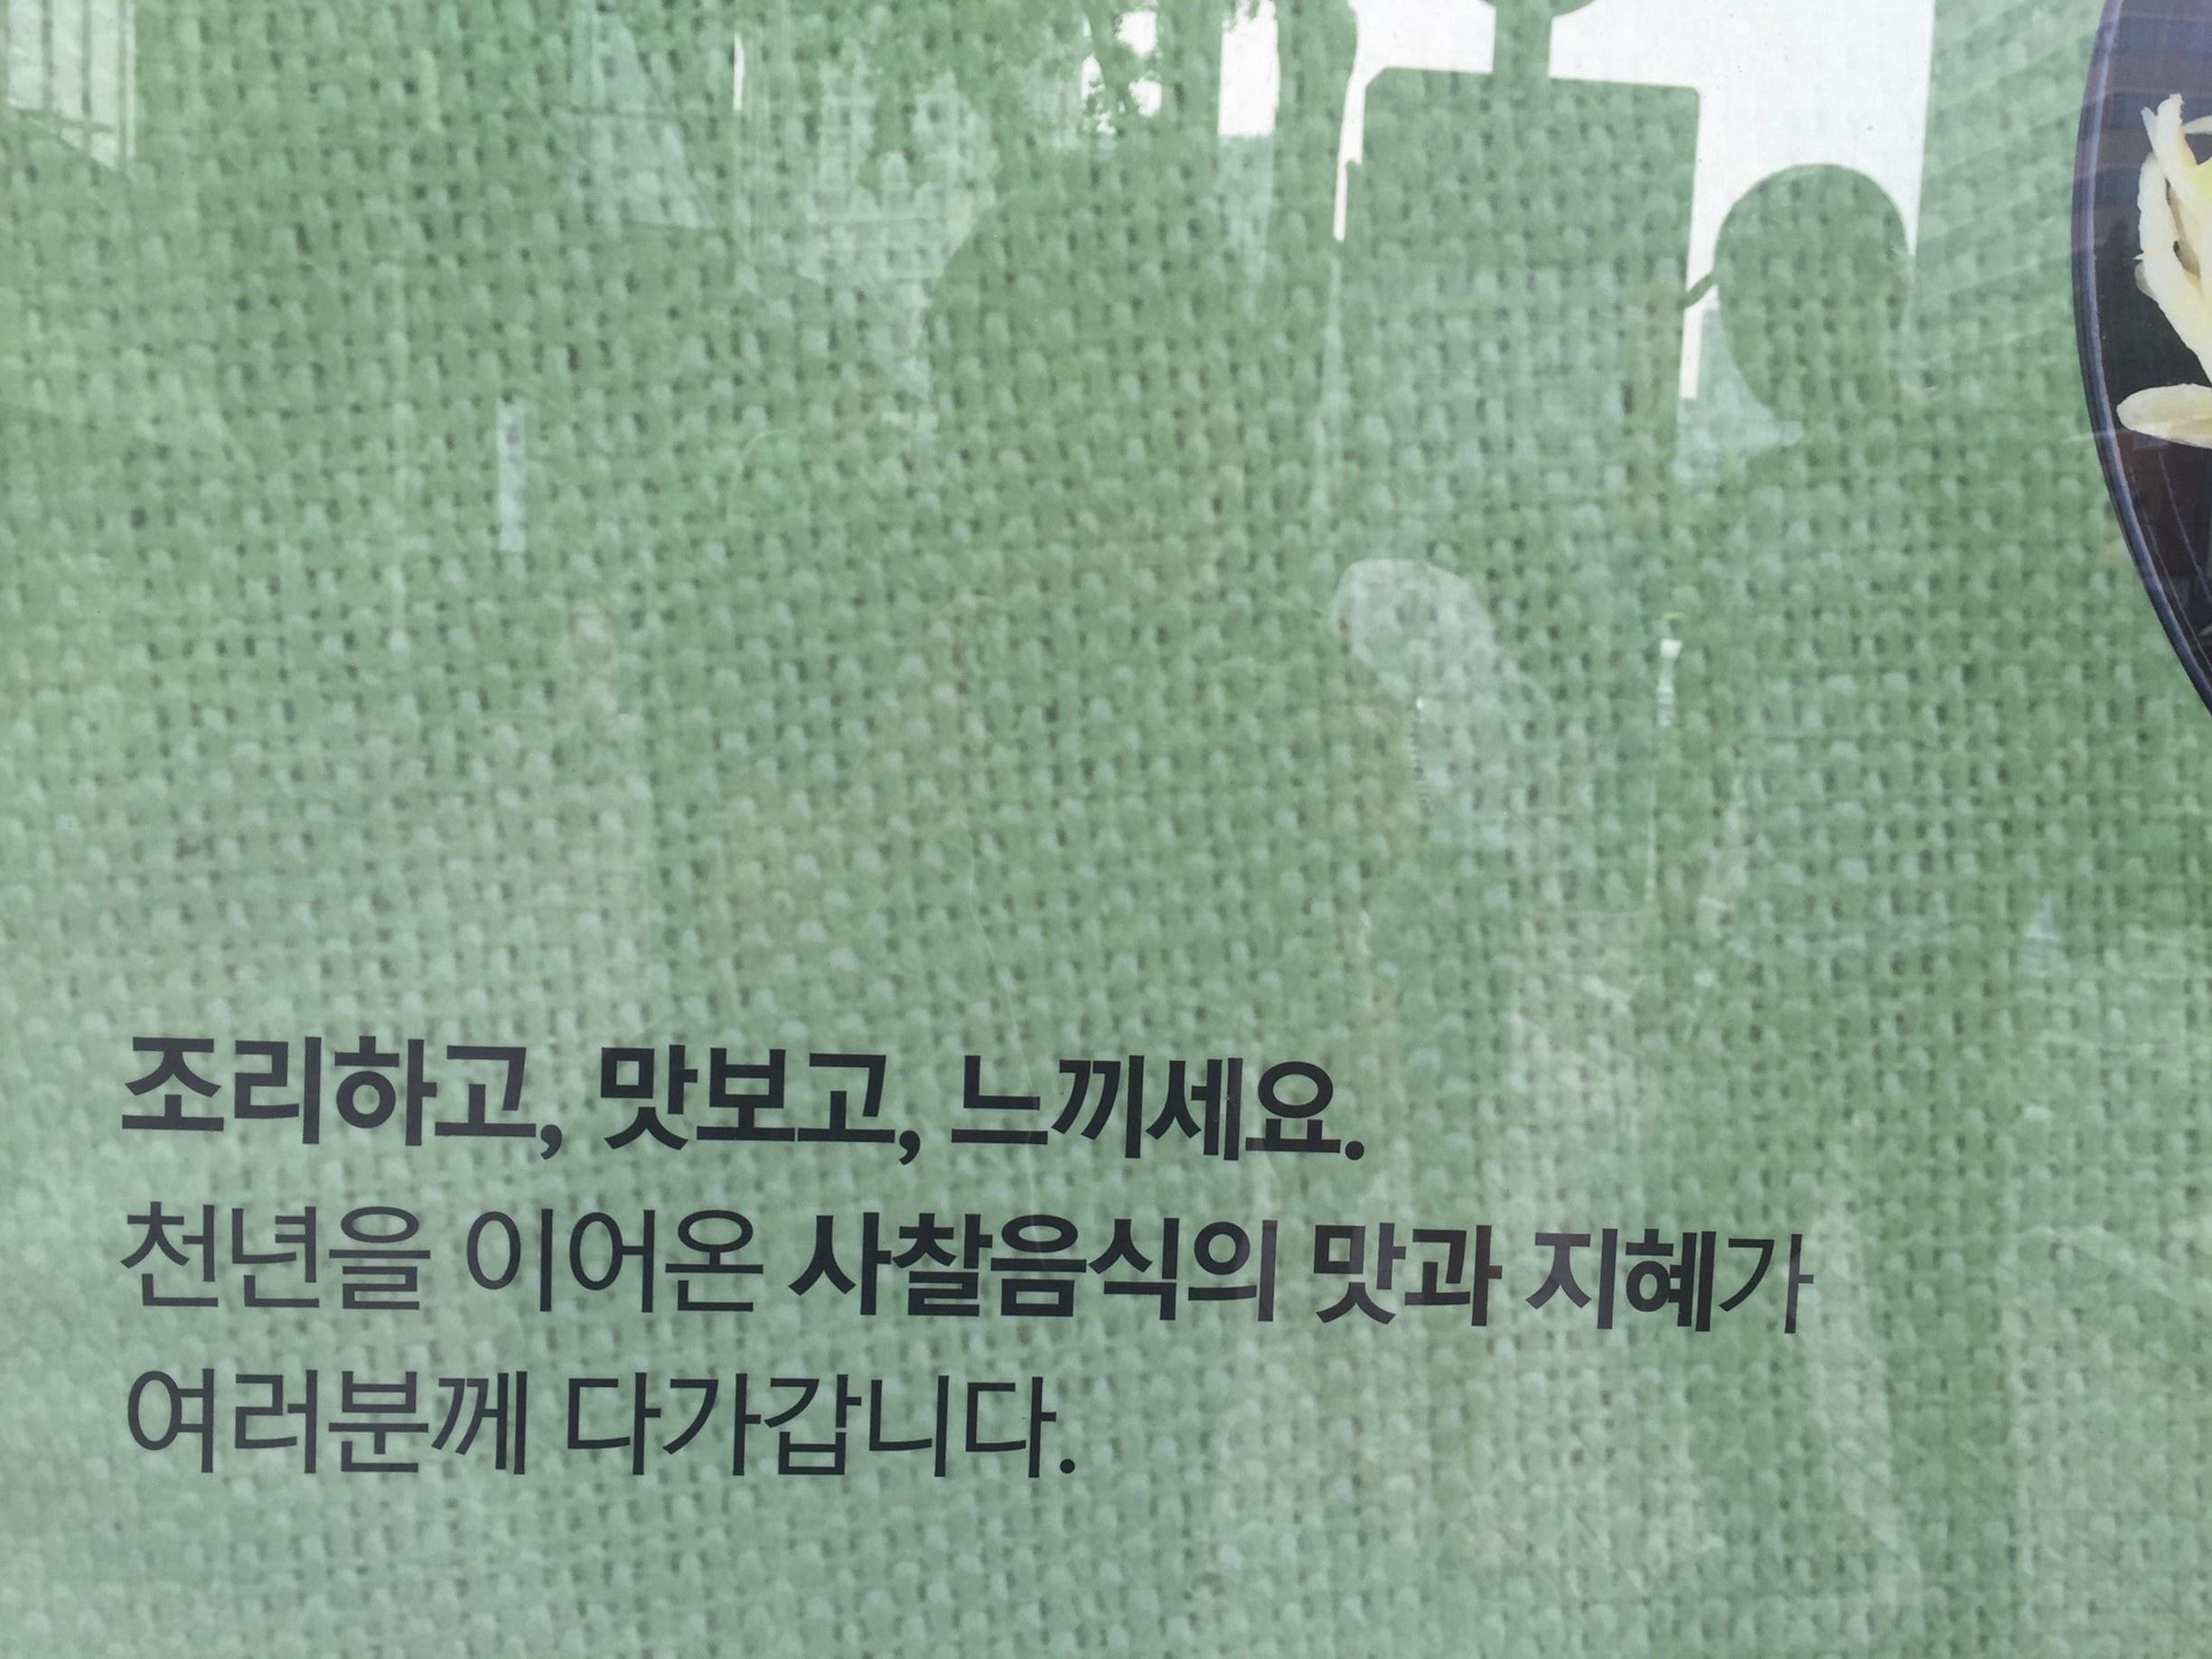 조리하고, 맛보고, 느끼세요.
천년을 이어온 사찰음식의 맛과 지혜가
여러분께 다가갑니다.